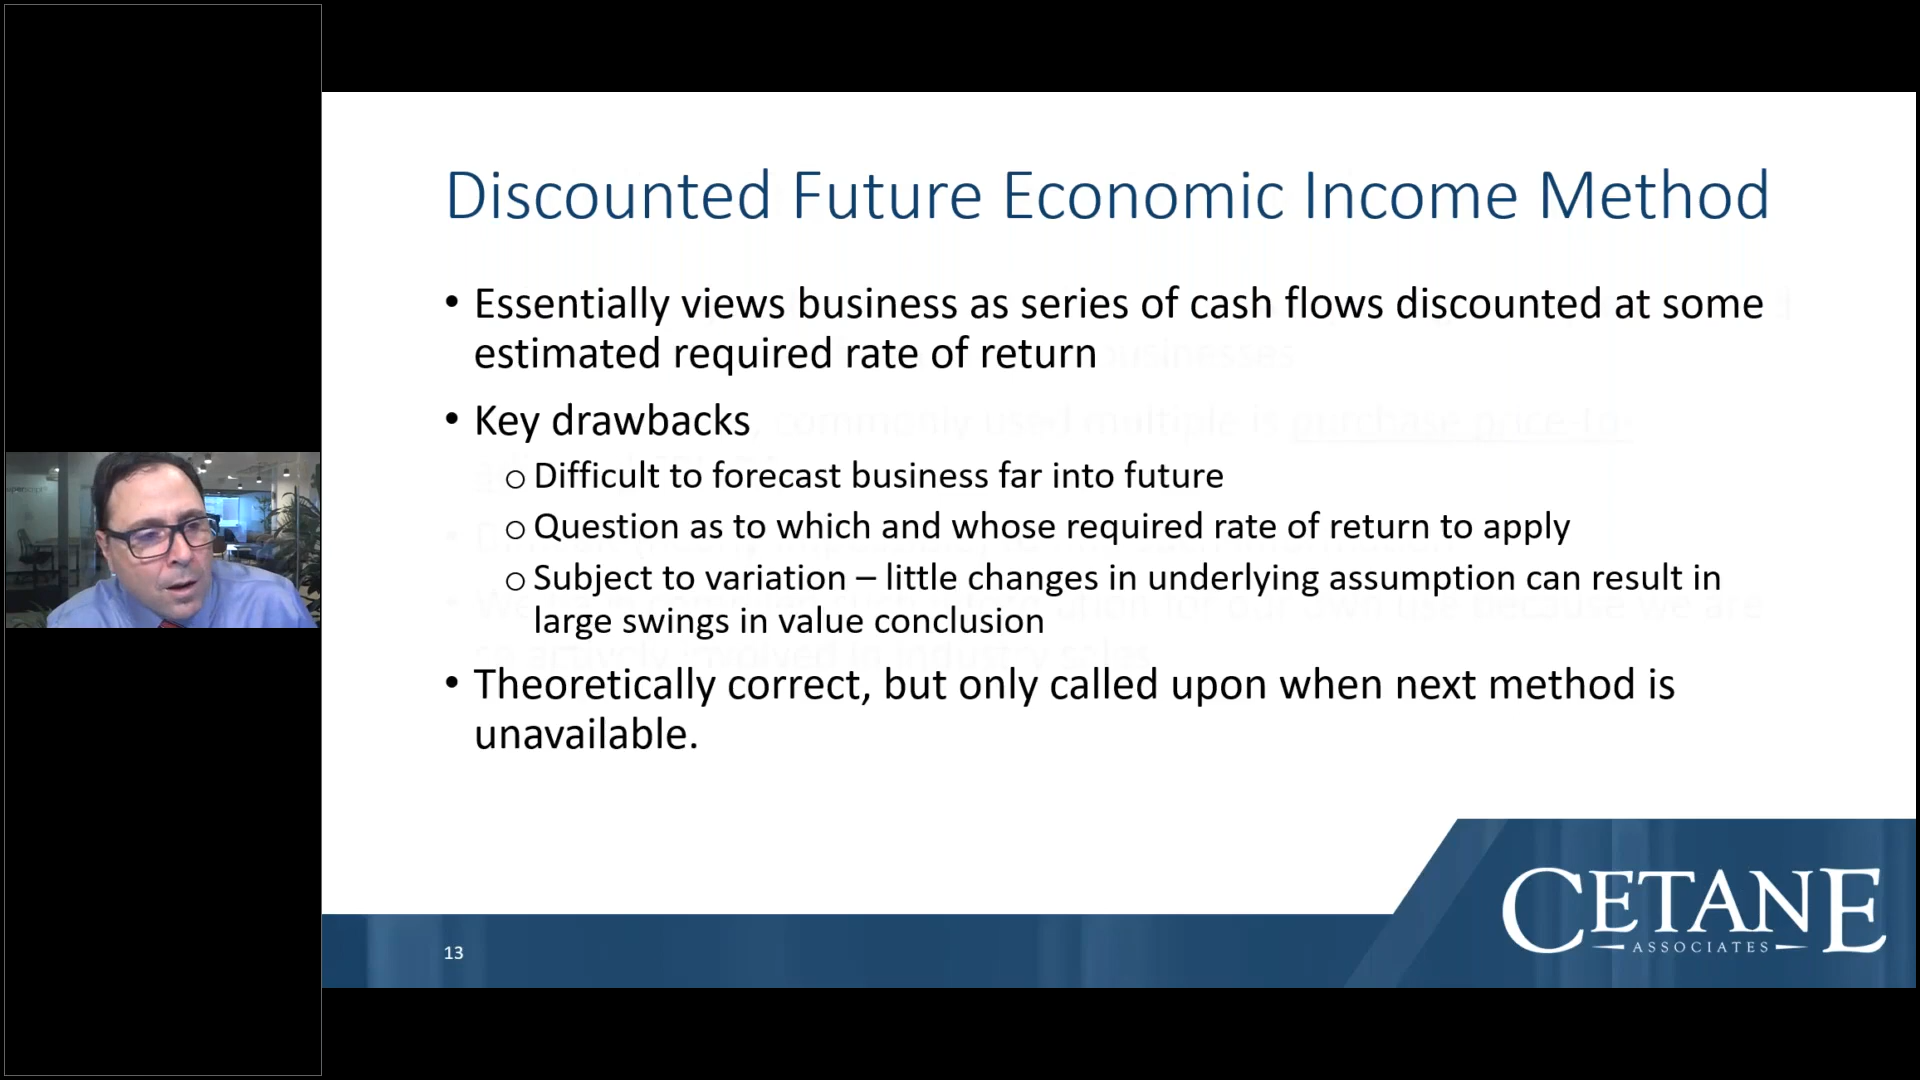 Discounted Future Economic Income Method
• Essentially views business as series of cash flows discounted at some
estimated required rate of return
• Key drawbacks
o Difficult to forecast business far into future
o Question as to which and whose required rate of return to apply
o Subject to variation – little changes in underlying assumption can result in
large swings in value conclusion
• Theoretically correct, but only called upon when next method is
unavailable.
13
CETANE
ASSOCIATES